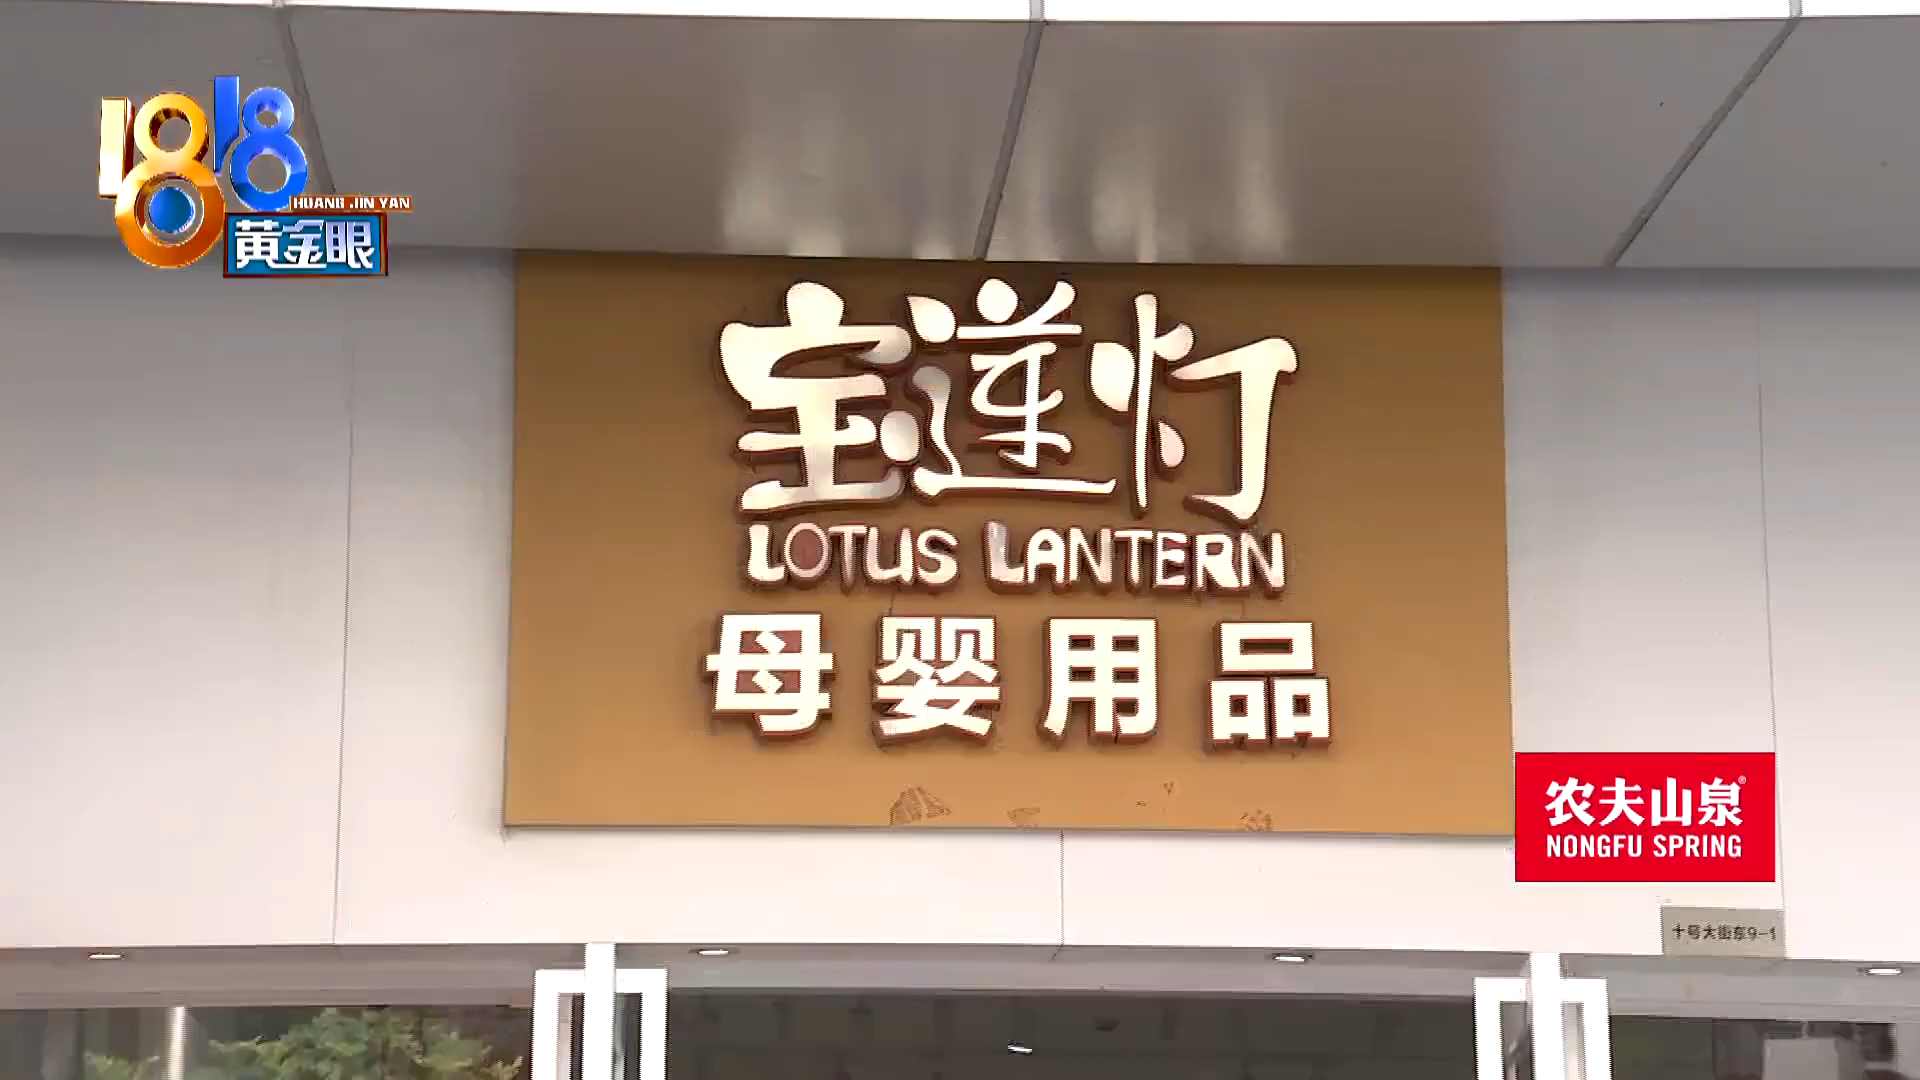 1818
HUANG JIN YAN
黄金眼
宝莲灯
LOTUS LANTERN
母婴用品
农夫山泉®
NONGFU SPRING
十号大街东9-1